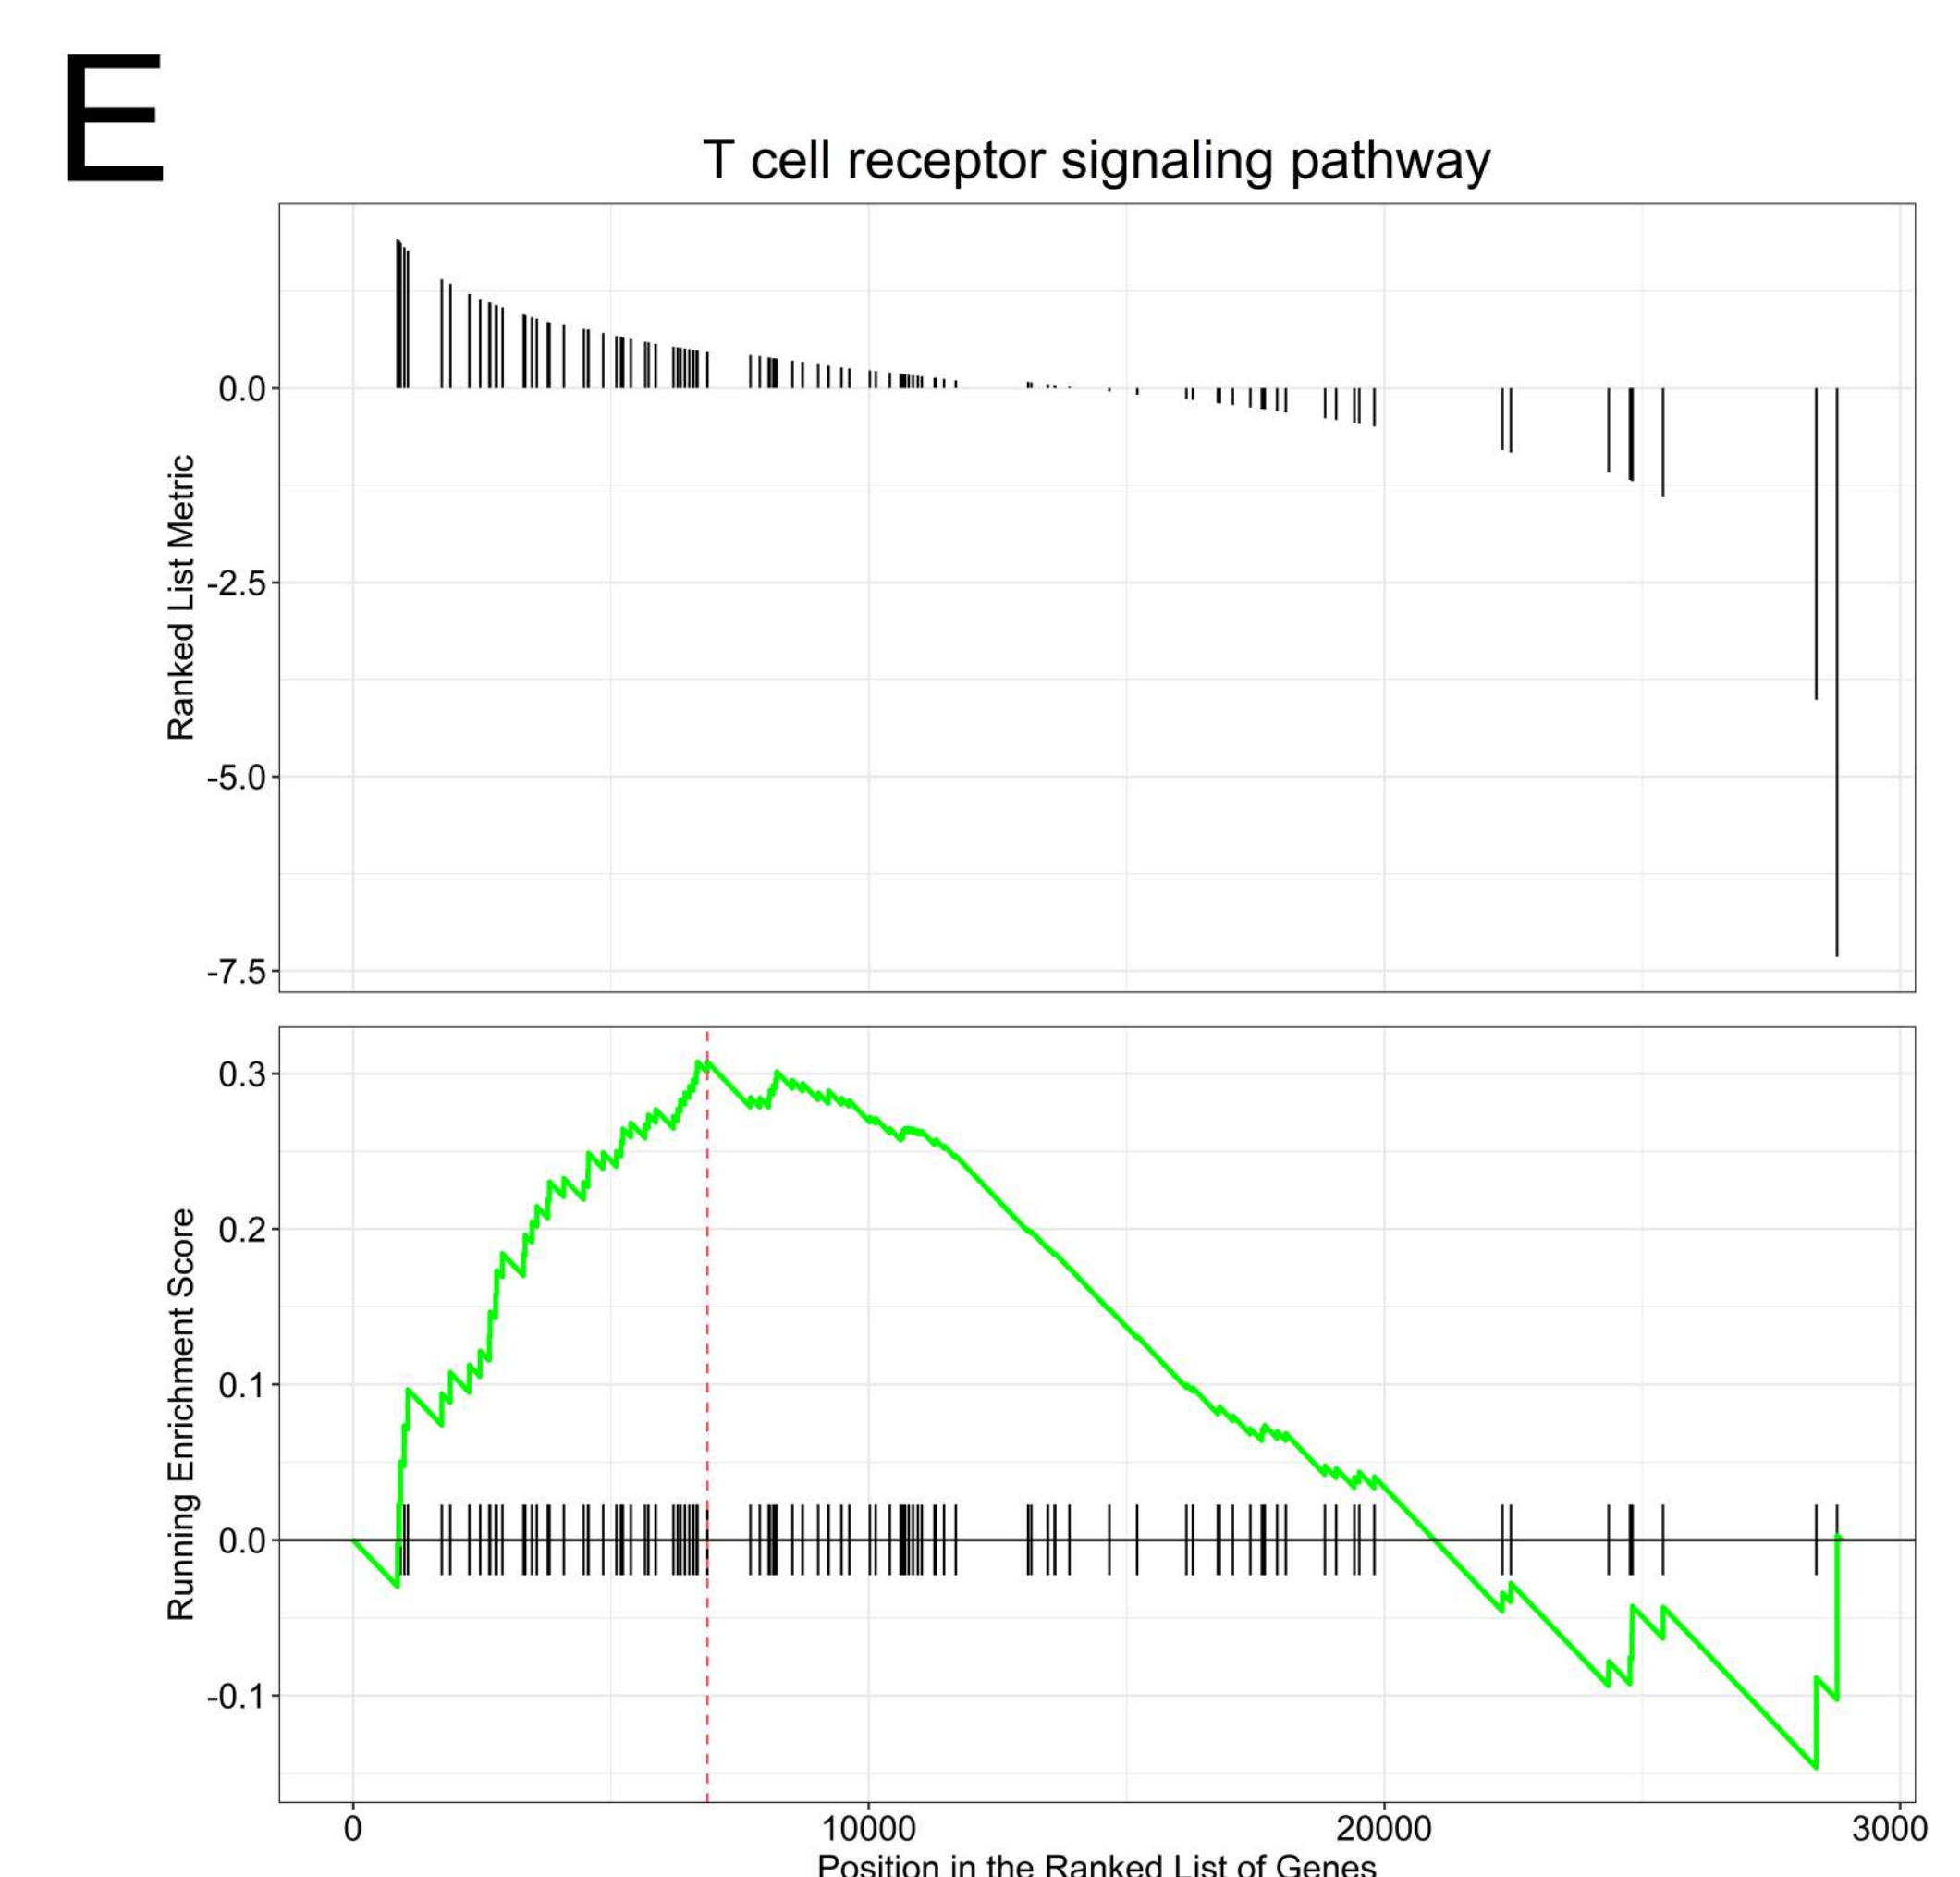 E
T cell receptor signaling pathway
0.0
-2.5
-5.0
-7.5
Ranked List Metric
0.3
0.2
0.1
0.0
-0.1
Running Enrichment Score
0 10000 20000 3000
Position in the Ranked List of Genes